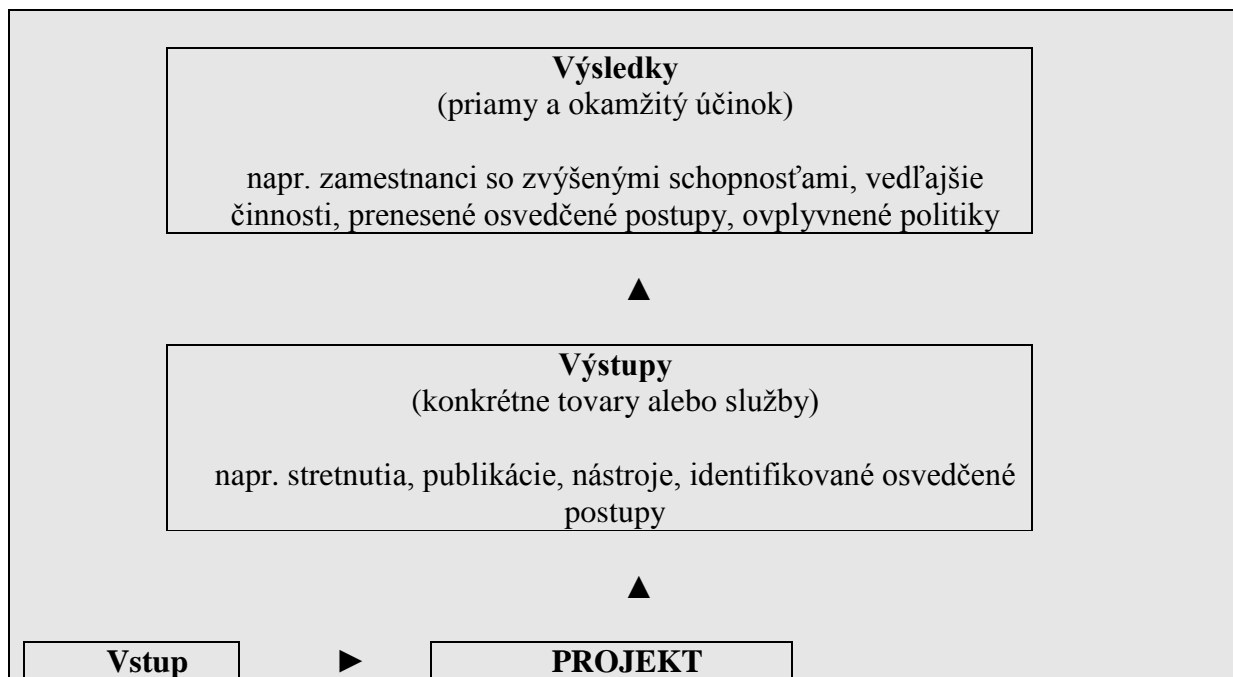 Výsledky
(priamy a okamžitý účinok)
napr. zamestnanci so zvýšenými schopnosťami, vedľajšie
činnosti, prenesené osvedčené postupy, ovplyvnené politiky
▲
Výstupy
(konkrétne tovary alebo služby)
napr. stretnutia, publikácie, nástroje, identifikované osvedčené
postupy
▲
Vstup ► PROJEKT